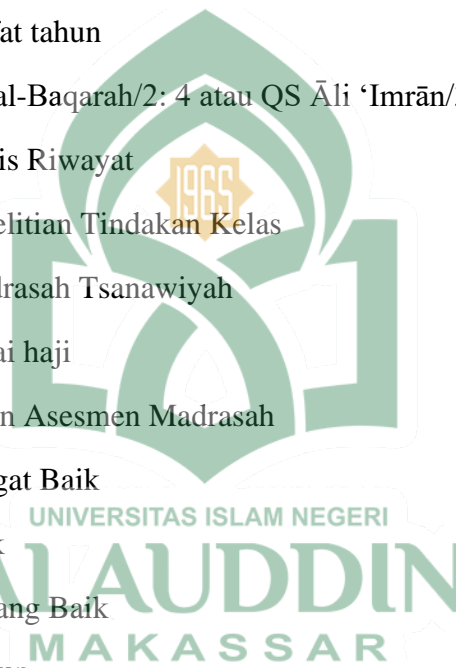 fat tahun
al-Baqarah/2: 4 atau QS Āli ‘Imrān/
is Riwayat
1965
elitian Tindakan Kelas
drasah Tsanawiyah
ai haji
n Asesmen Madrasah
gat Baik
UNIVERSITAS ISLAM NEGERI
k
ALAUDDIN
ang Baik
MAKASSAR